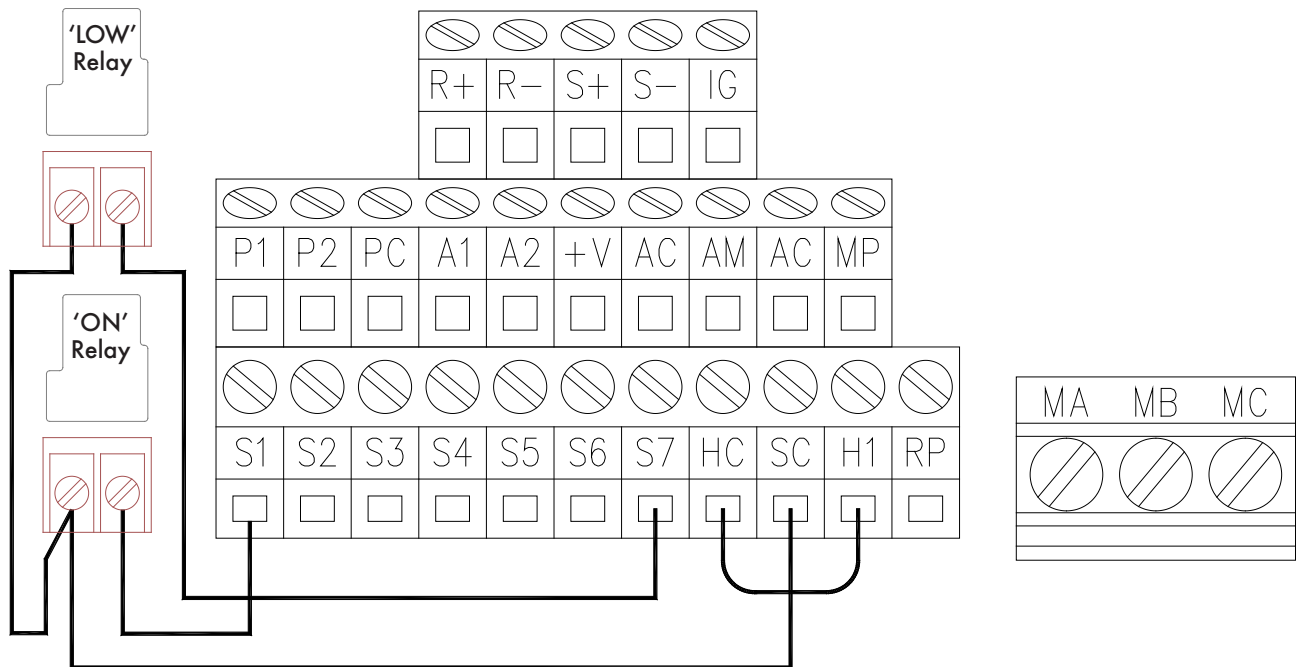 ‘LOW’
Relay
R+ R− S+ S− IG
P1 P2 PC A1 A2 +V AC AM AC MP
‘ON’
Relay
S1 S2 S3 S4 S5 S6 S7 HC SC H1 RP
MA MB MC